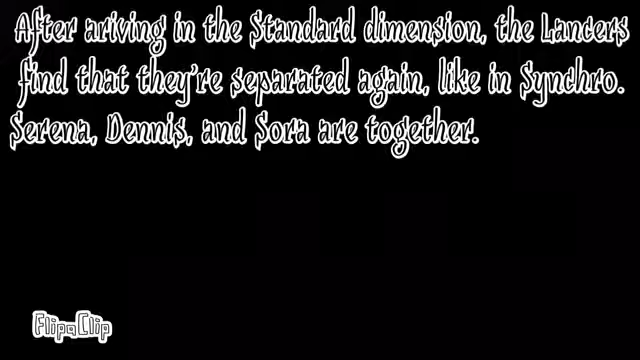 After ariving in the Standard dimension, the Lancers
find that they're separated again, like in Synchro.
Serena, Dennis, and Sora are together.
FlipaClip